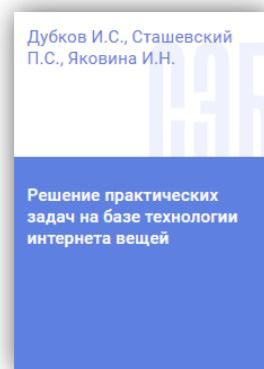 Дубков И.С., Сташевский
П.С., Яковина И.Н.
Решение практических
задач на базе технологии
интернета вещей